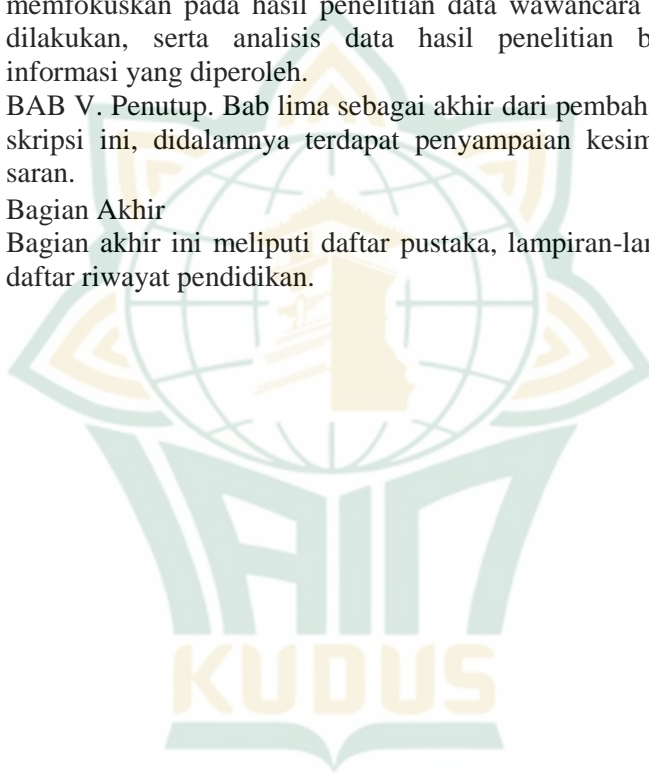 memfokuskan pada hasil penelitian data wawancara
dilakukan, serta analisis data hasil penelitian b
informasi yang diperoleh.
BAB V. Penutup. Bab lima sebagai akhir dari pembah
skripsi ini, didalamnya terdapat penyampaian kesim
saran.
Bagian Akhir
Bagian akhir ini meliputi daftar pustaka, lampiran-lar
daftar riwayat pendidikan.
IAIN
KUDUS